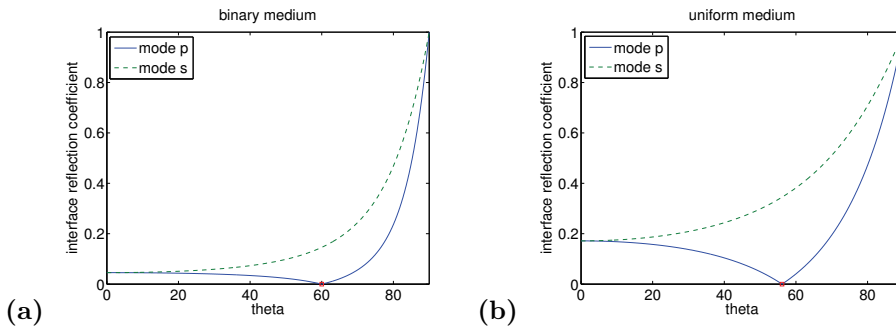 binary medium
1
0.8
0.6
0.4
0.2
0
0
20
40
60
80
mode p
mode s
interface reflection coefficient
theta
(a)
uniform medium
1
0.8
0.6
0.4
0.2
0
0
20
40
60
80
mode p
mode s
interface reflection coefficient
theta
(b)